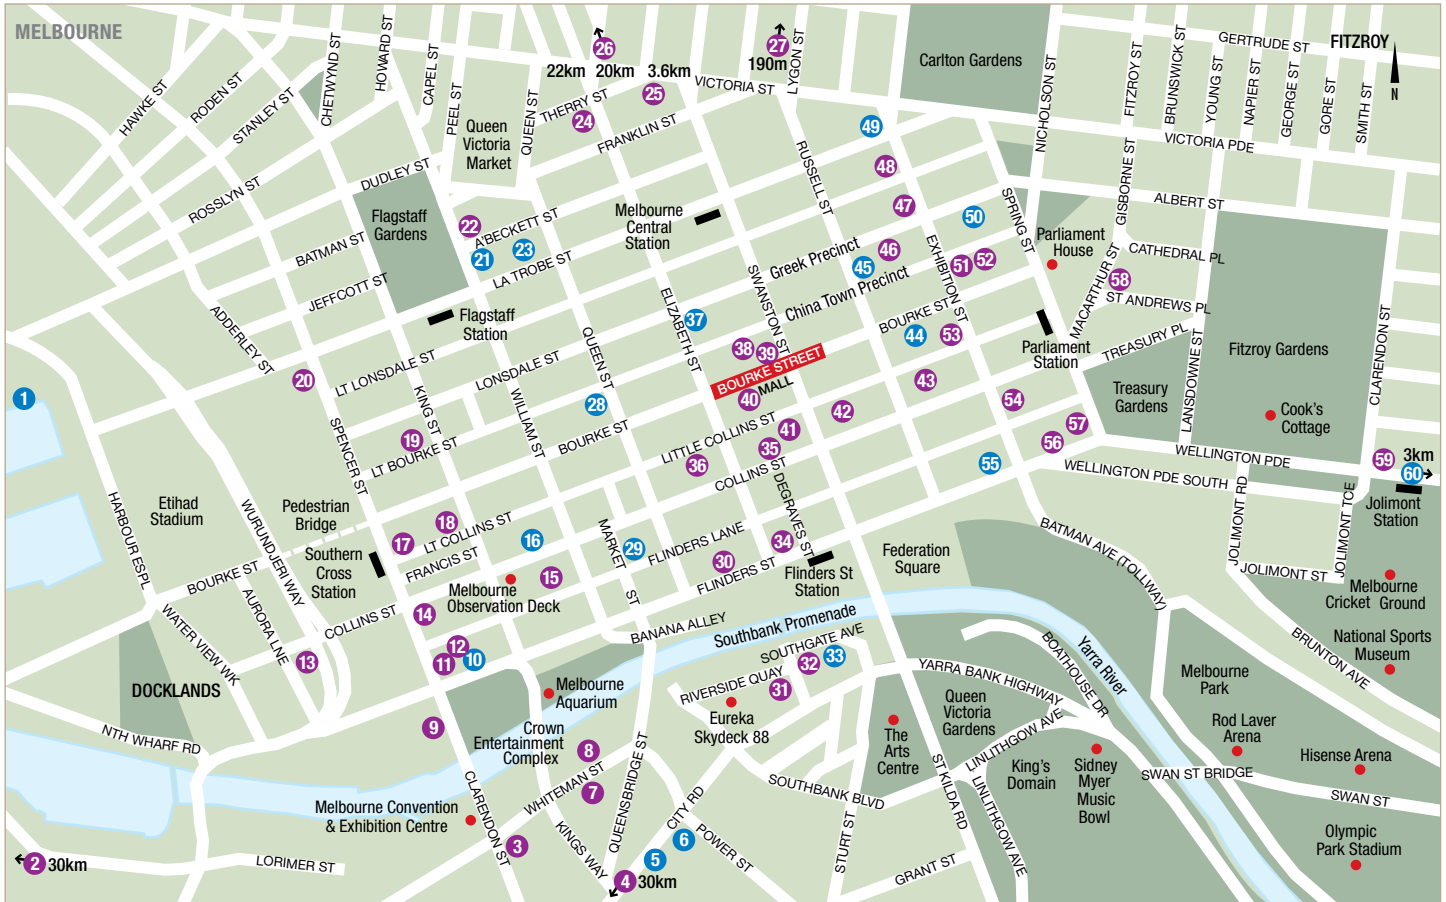 MELBOURNE
FITZROY
N
HAWKE ST
RODEN ST
STANLEY ST
CHETWYND ST
HOWARD ST
CAPEL ST
PEEL ST
QUEEN ST
THERRY ST
FRANKLIN ST
VICTORIA ST
LYGON ST
26
22km 20km
3.6km
25
24
27
190m
Carlton Gardens
NICHOLSON ST
FITZROY ST
BRUNSWICK ST
GERTRUDE ST
YOUNG ST
NAPIER ST
GEORGE ST
GORE ST
SMITH ST
VICTORIA PDE
ALBERT ST
GISBORNE ST
Queen
Victoria
Market
ROSSLYN ST
DUDLEY ST
BATMAN ST
JEFFCOTT ST
ADDERLEY ST
Flagstaff
Gardens
22
A'BECKETT ST
21
23
LA TROBE ST
Flagstaff
Station
Melbourne
Central
Station
RUSSELL ST
49
48
47
50
SPRING ST
Parliament
House
Greek Precinct
46
45
51
52
EXHIBITION ST
China Town Precinct
SWANSTON ST
ELIZABETH ST
37
38
39
BOURKE STREET
MALL
40
BOURKE ST
44
53
Parliament
Station
MACARTHUR ST
CATHEDRAL PL
58
ST ANDREWS PL
TREASURY PL
Treasury
Gardens
LANSDOWNE ST
Fitzroy Gardens
Cook's
Cottage
CLARENDON ST
1
20
LT LONSDALE ST
LONSDALE ST
KING ST
WILLIAM ST
QUEEN ST
28
19
LT BOURKE ST
BOURKE ST
SPENCER ST
LITTLE COLLINS ST
41
42
43
54
57
56
35
36
COLLINS ST
55
WELLINGTON PDE
WELLINGTON PDE SOUTH
59
3km
60
Jolimont
Station
Etihad
Stadium
HARBOUR ESPL
WURUNDJERI WAY
Pedestrian
Bridge
Southern
Cross
Station
17
18
LT COLLINS ST
FRANCIS ST
16
Melbourne
Observation Deck
15
MARKET ST
29
FLINDERS LANE
30
FLINDERS ST
34
DEGRAVES ST
Flinders St
Station
Federation
Square
BATMAN AVE (TOLLWAY)
JOLIMONT RD
JOLIMONT TCE
JOLIMONT ST
Melbourne
Cricket Ground
National Sports
Museum
BRUNTON AVE
BOURKE ST
AURORA LNE
WATER VIEW WK
COLLINS ST
14
13
12
11
10
DOCKLANDS
BANANA ALLEY
Southbank Promenade
SOUTHGATE AVE
33
32
RIVERSIDE QUAY
31
Melbourne
Aquarium
Eureka
Skydeck 88
YARRA BANK HIGHWAY
BOATHOUSE DR
Yarra River
Queen
Victoria
Gardens
LINLITHGOW AVE
The
Arts
Centre
King's
Domain
Sidney
Myer
Music
Bowl
Melbourne
Park
Rod Laver
Arena
Hisense Arena
SWAN ST BRIDGE
SWAN ST
Olympic
Park Stadium
NTH WHARF RD
9
Crown
Entertainment
Complex
8
WHITEMAN ST
7
QUEENSBRIDGE ST
CLARENDON ST
Melbourne Convention
& Exhibition Centre
3
KINGS WAY
CITY RD
6
5
4
30km
POWER ST
SOUTHBANK BLVD
STURT ST
ST KILDA RD
LINLITHGOW AVE
GRANT ST
2
30km
LORIMER ST